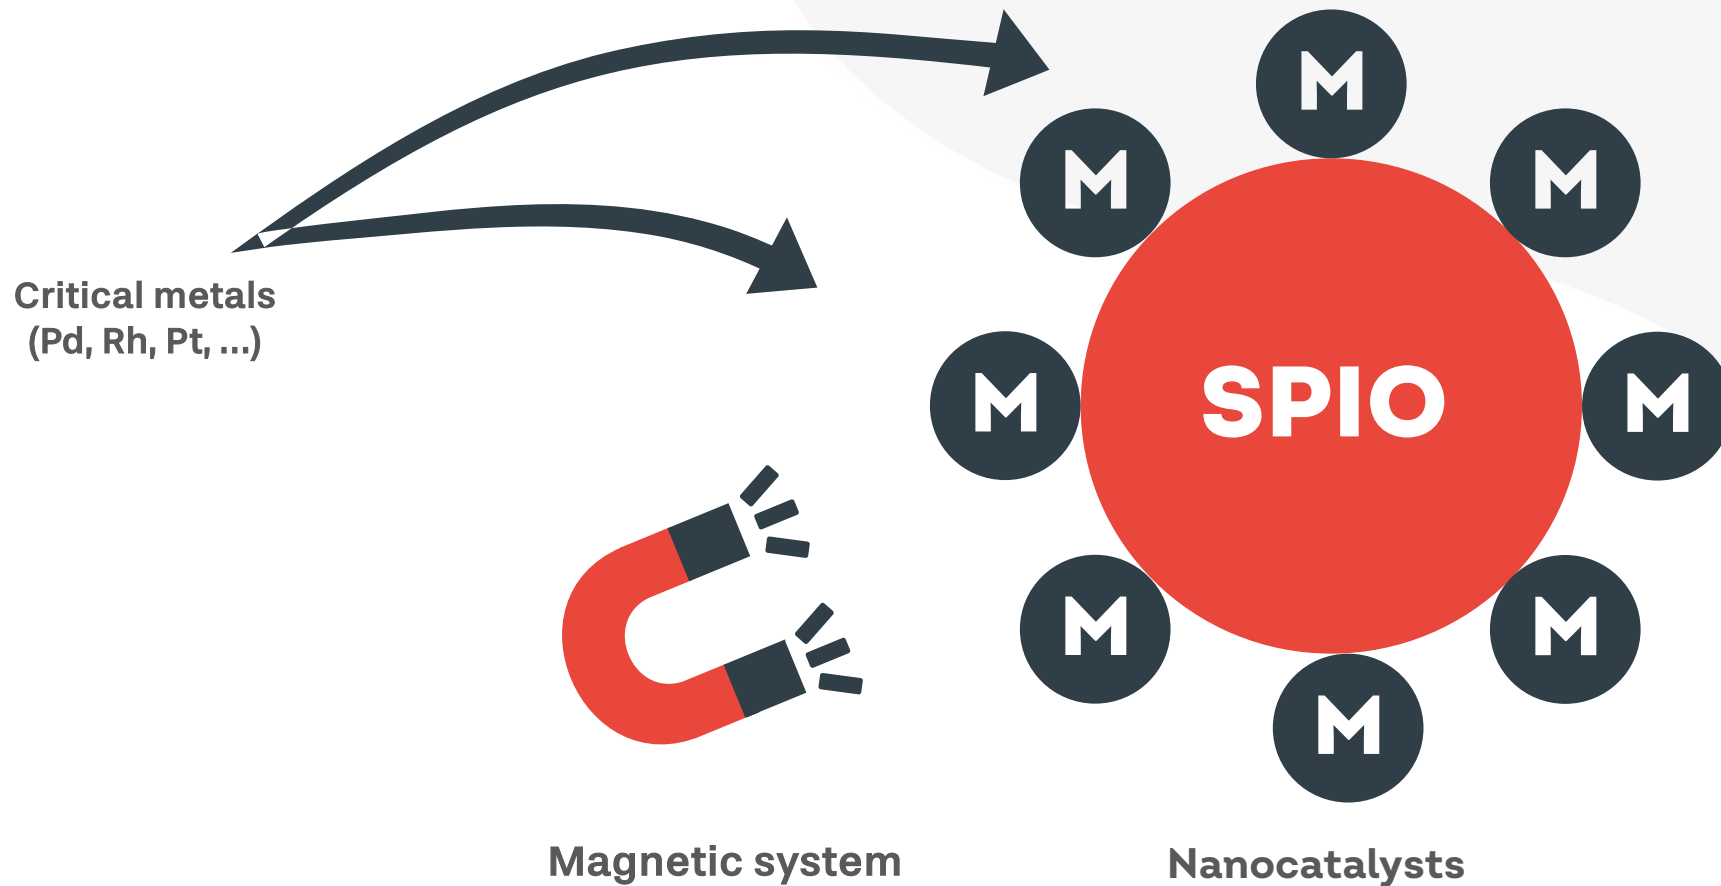 M
M
M
Critical metals
(Pd, Rh, Pt, ...)
M
SPIO
M
M
M
M
Magnetic system
Nanocatalysts